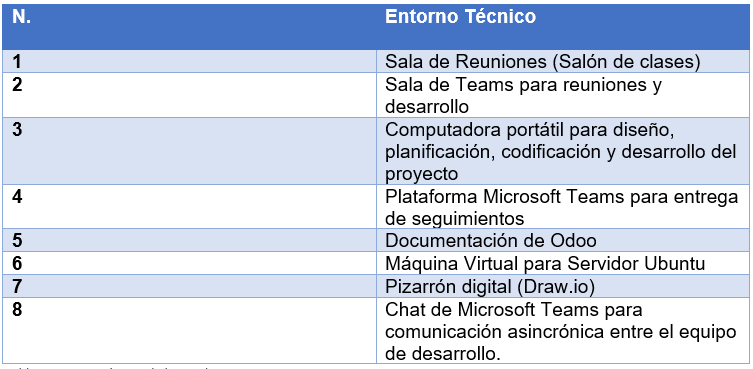 N. Entorno Técnico
1 Sala de Reuniones (Salón de clases)
2 Sala de Teams para reuniones y
desarrollo
3 Computadora portátil para diseño,
planificación, codificación y desarrollo del
proyecto
4 Plataforma Microsoft Teams para entrega
de seguimientos
5 Documentación de Odoo
6 Máquina Virtual para Servidor Ubuntu
7 Pizarrón digital (Draw.io)
8 Chat de Microsoft Teams para
comunicación asincrónica entre el equipo
de desarrollo.